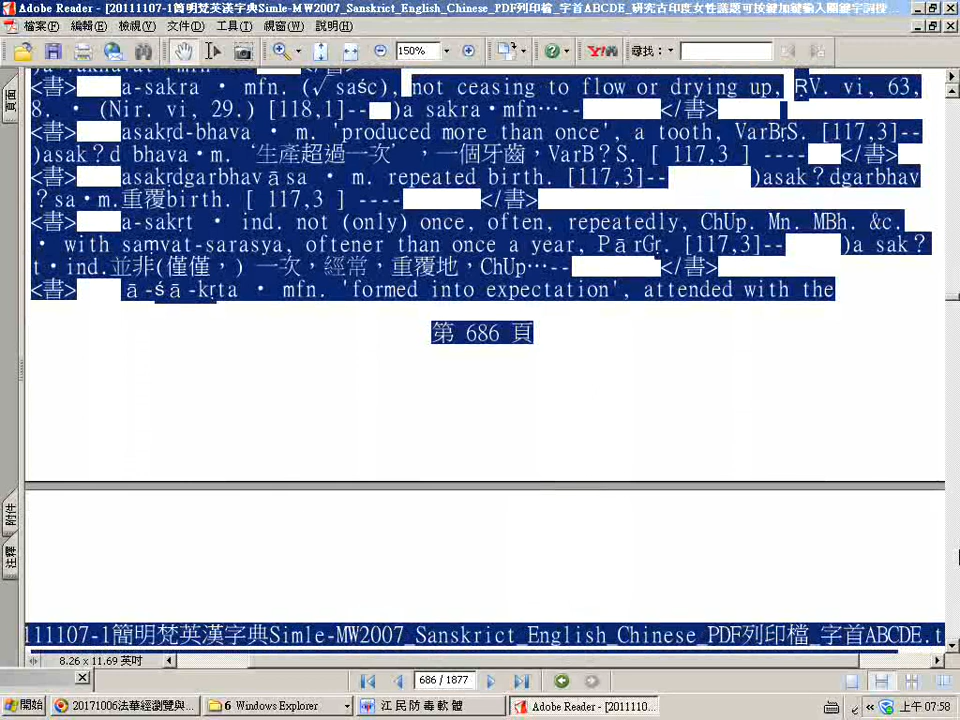 Adobe Reader - [20111107-1簡明梵英漢字典Simle-MW2007_Sanskrict_English_Chinese_PDF列印檔_字首ABCDE_研究古印度女性議題可按快鍵輸入關鍵字詞搜
檔案(F) 編輯(E) 檢視(V) 文件(D) 工具(T) 視窗(W) 說明(H)
150% Y! 尋找：
頁面
<書> a-sakra • mfn. (√ saśc), not ceasing to flow or drying up, ṚV. vi, 63,
8. • (Nir. vi, 29.) [118,1]-- )a sakra•mfn…-- </書>
<書> asakṛd-bhava • m. 'produced more than once', a tooth, VarBṛS. [117,3]--
)asak？d bhava•m.‘生產超過一次’，一個牙齒，VarB？S. [ 117,3 ] ---- </書>
<書> asakṛdgarbhavāsa • m. repeated birth. [117,3]-- )asak？dgarbhav
？sa•m.重覆birth. [ 117,3 ] ---- </書>
<書> a-sakṛt • ind. not (only) once, often, repeatedly, ChUp. Mn. MBh. &c.
• with saṃvat-sarasya, oftener than once a year, PārGṛ. [117,3]-- )a sak？
t•ind.並非(僅僅，) 一次，經常，重覆地，ChUp…-- </書>
<書> ā-śā-kṛta • mfn. 'formed into expectation', attended with the
第 686 頁
附件
註釋
111107-1簡明梵英漢字典Simle-MW2007_Sanskrict_English_Chinese_PDF列印檔_字首ABCDE.t
8.26 x 11.69 英吋
686 / 1877
開始 20171006法華經瀏覽與... 6 Windows Explorer 江民防毒軟體 Adobe Reader - [2011110... 上午 07:58